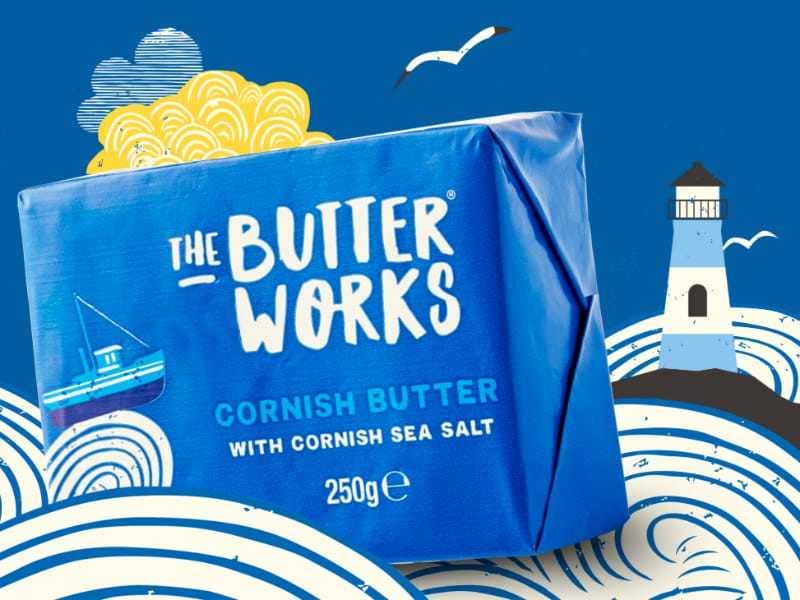 THE BUTTER®
WORKS
CORNISH BUTTER
WITH CORNISH SEA SALT
250g℮